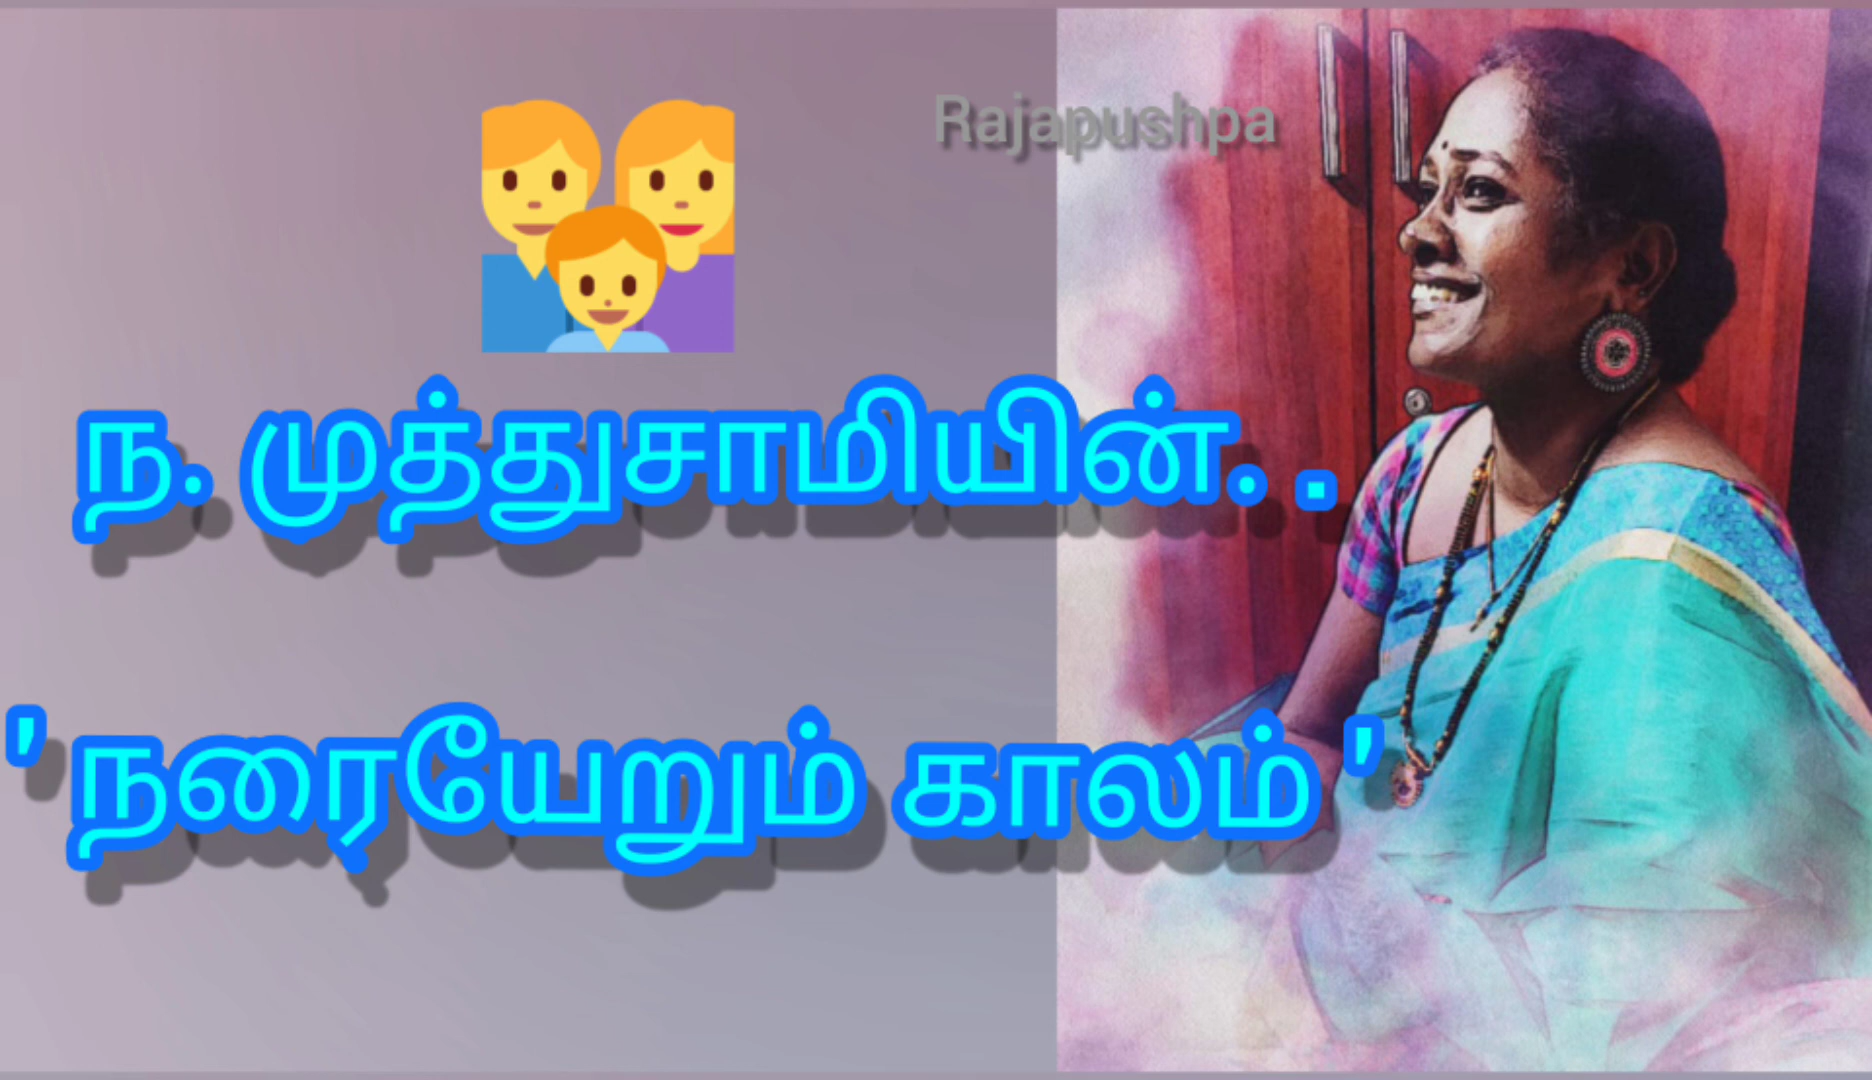 Rajapushpa
ந. முத்துசாமியின். .
' நரையேறும் காலம் '